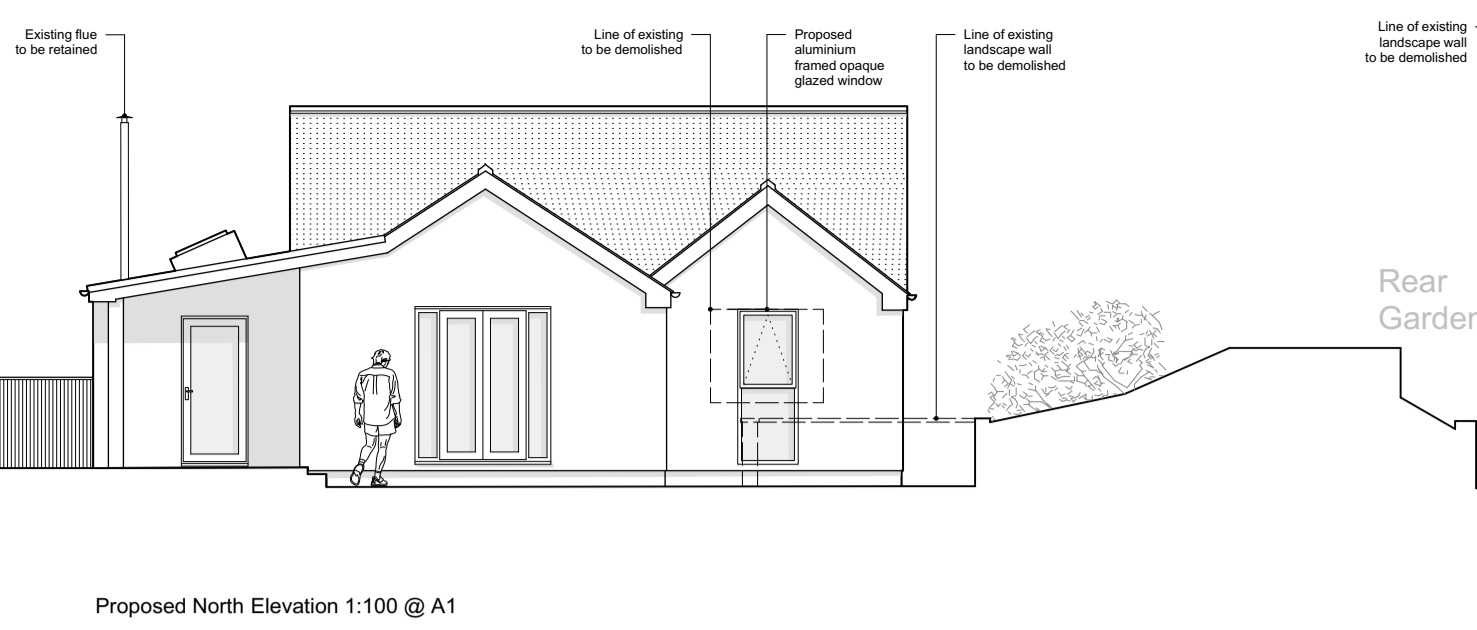 Existing flue
to be retained
Line of existing
to be demolished
Proposed
aluminium
framed opaque
glazed window
Line of existing
landscape wall
to be demolished
Line of existing
landscape wall
to be demolished
Rear
Garden
Proposed North Elevation 1:100 @ A1